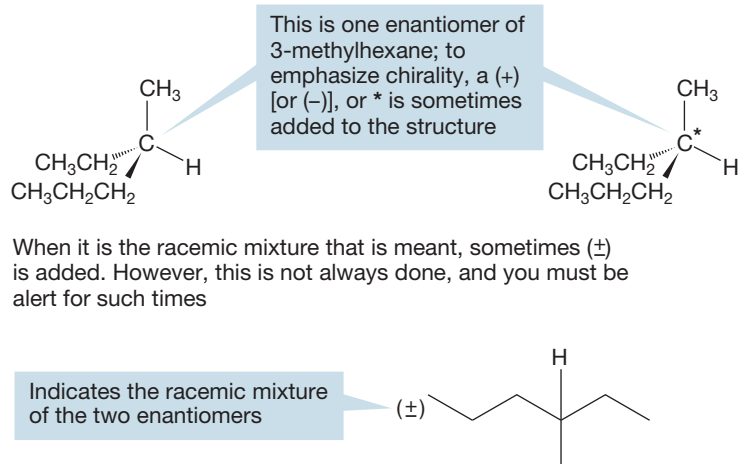 This is one enantiomer of
3-methylhexane; to
emphasize chirality, a (+)
[or (–)], or * is sometimes
added to the structure
CH₃
C
H
CH₃CH₂
CH₃CH₂CH₂
CH₃
C*
H
CH₃CH₂
CH₃CH₂CH₂
When it is the racemic mixture that is meant, sometimes (±)
is added. However, this is not always done, and you must be
alert for such times
H
Indicates the racemic mixture
of the two enantiomers
(±)